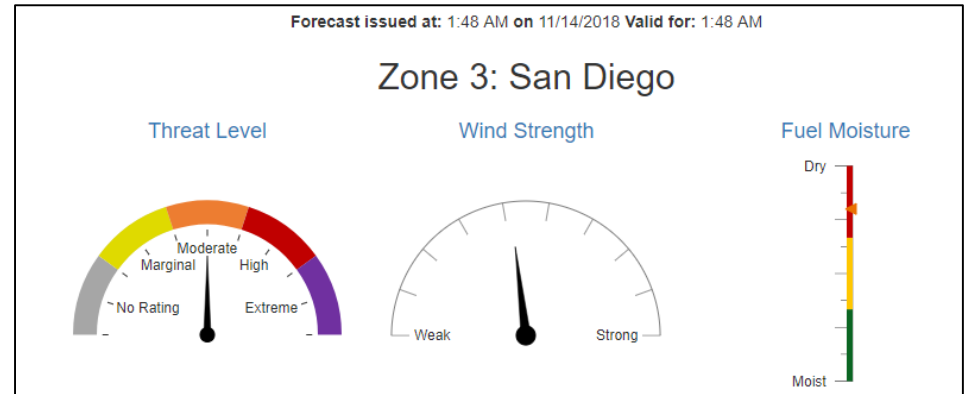 Forecast issued at: 1:48 AM on 11/14/2018 Valid for: 1:48 AM
Zone 3: San Diego
Threat Level
Wind Strength
Fuel Moisture
No Rating
Marginal
Moderate
High
Extreme
Weak
Strong
Dry
Moist